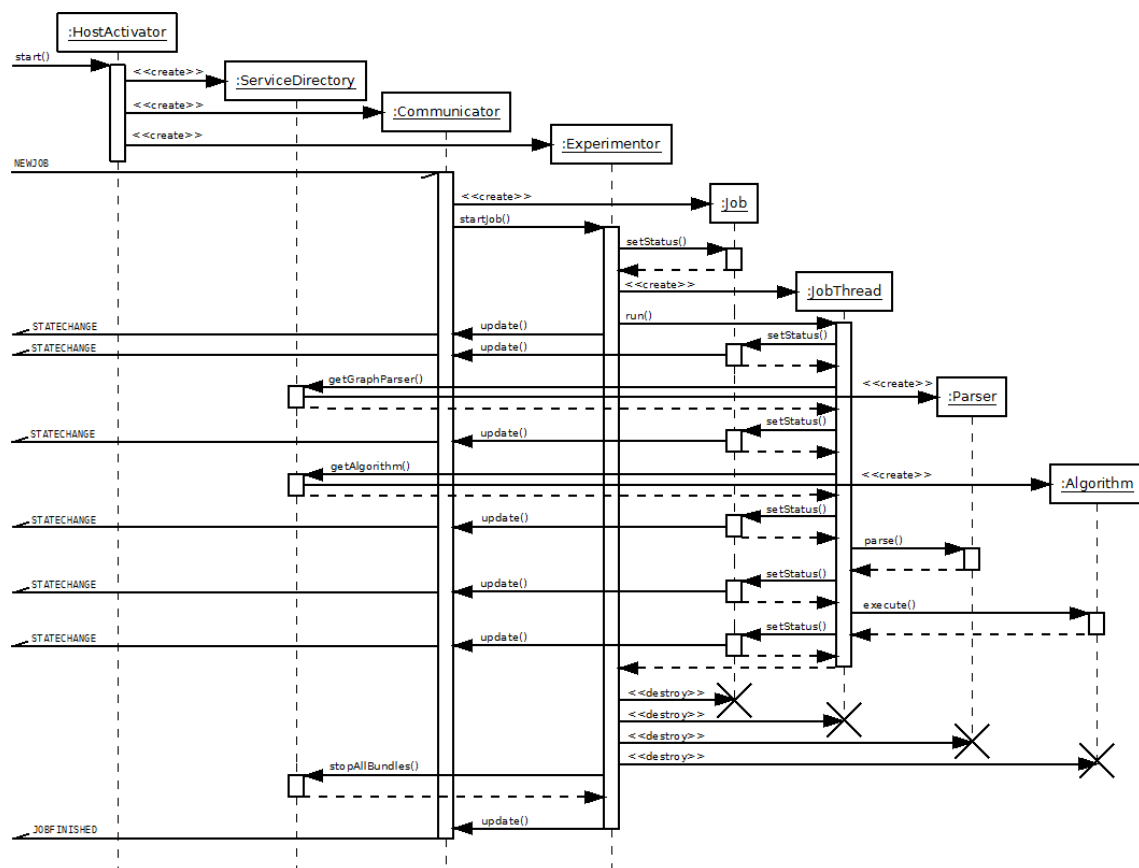 :HostActivator
start()
<<create>>
:ServiceDirectory
<<create>>
:Communicator
<<create>>
:Experimentor
NEWJOB
<<create>>
:Job
startJob()
setStatus()
<<create>>
:JobThread
run()
STATECHANGE
update()
setStatus()
STATECHANGE
update()
getGraphParser()
<<create>>
:Parser
setStatus()
STATECHANGE
update()
getAlgorithm()
<<create>>
:Algorithm
setStatus()
STATECHANGE
update()
parse()
setStatus()
STATECHANGE
update()
execute()
setStatus()
STATECHANGE
update()
<<destroy>>
<<destroy>>
<<destroy>>
<<destroy>>
stopAllBundles()
update()
JOBFINISHED